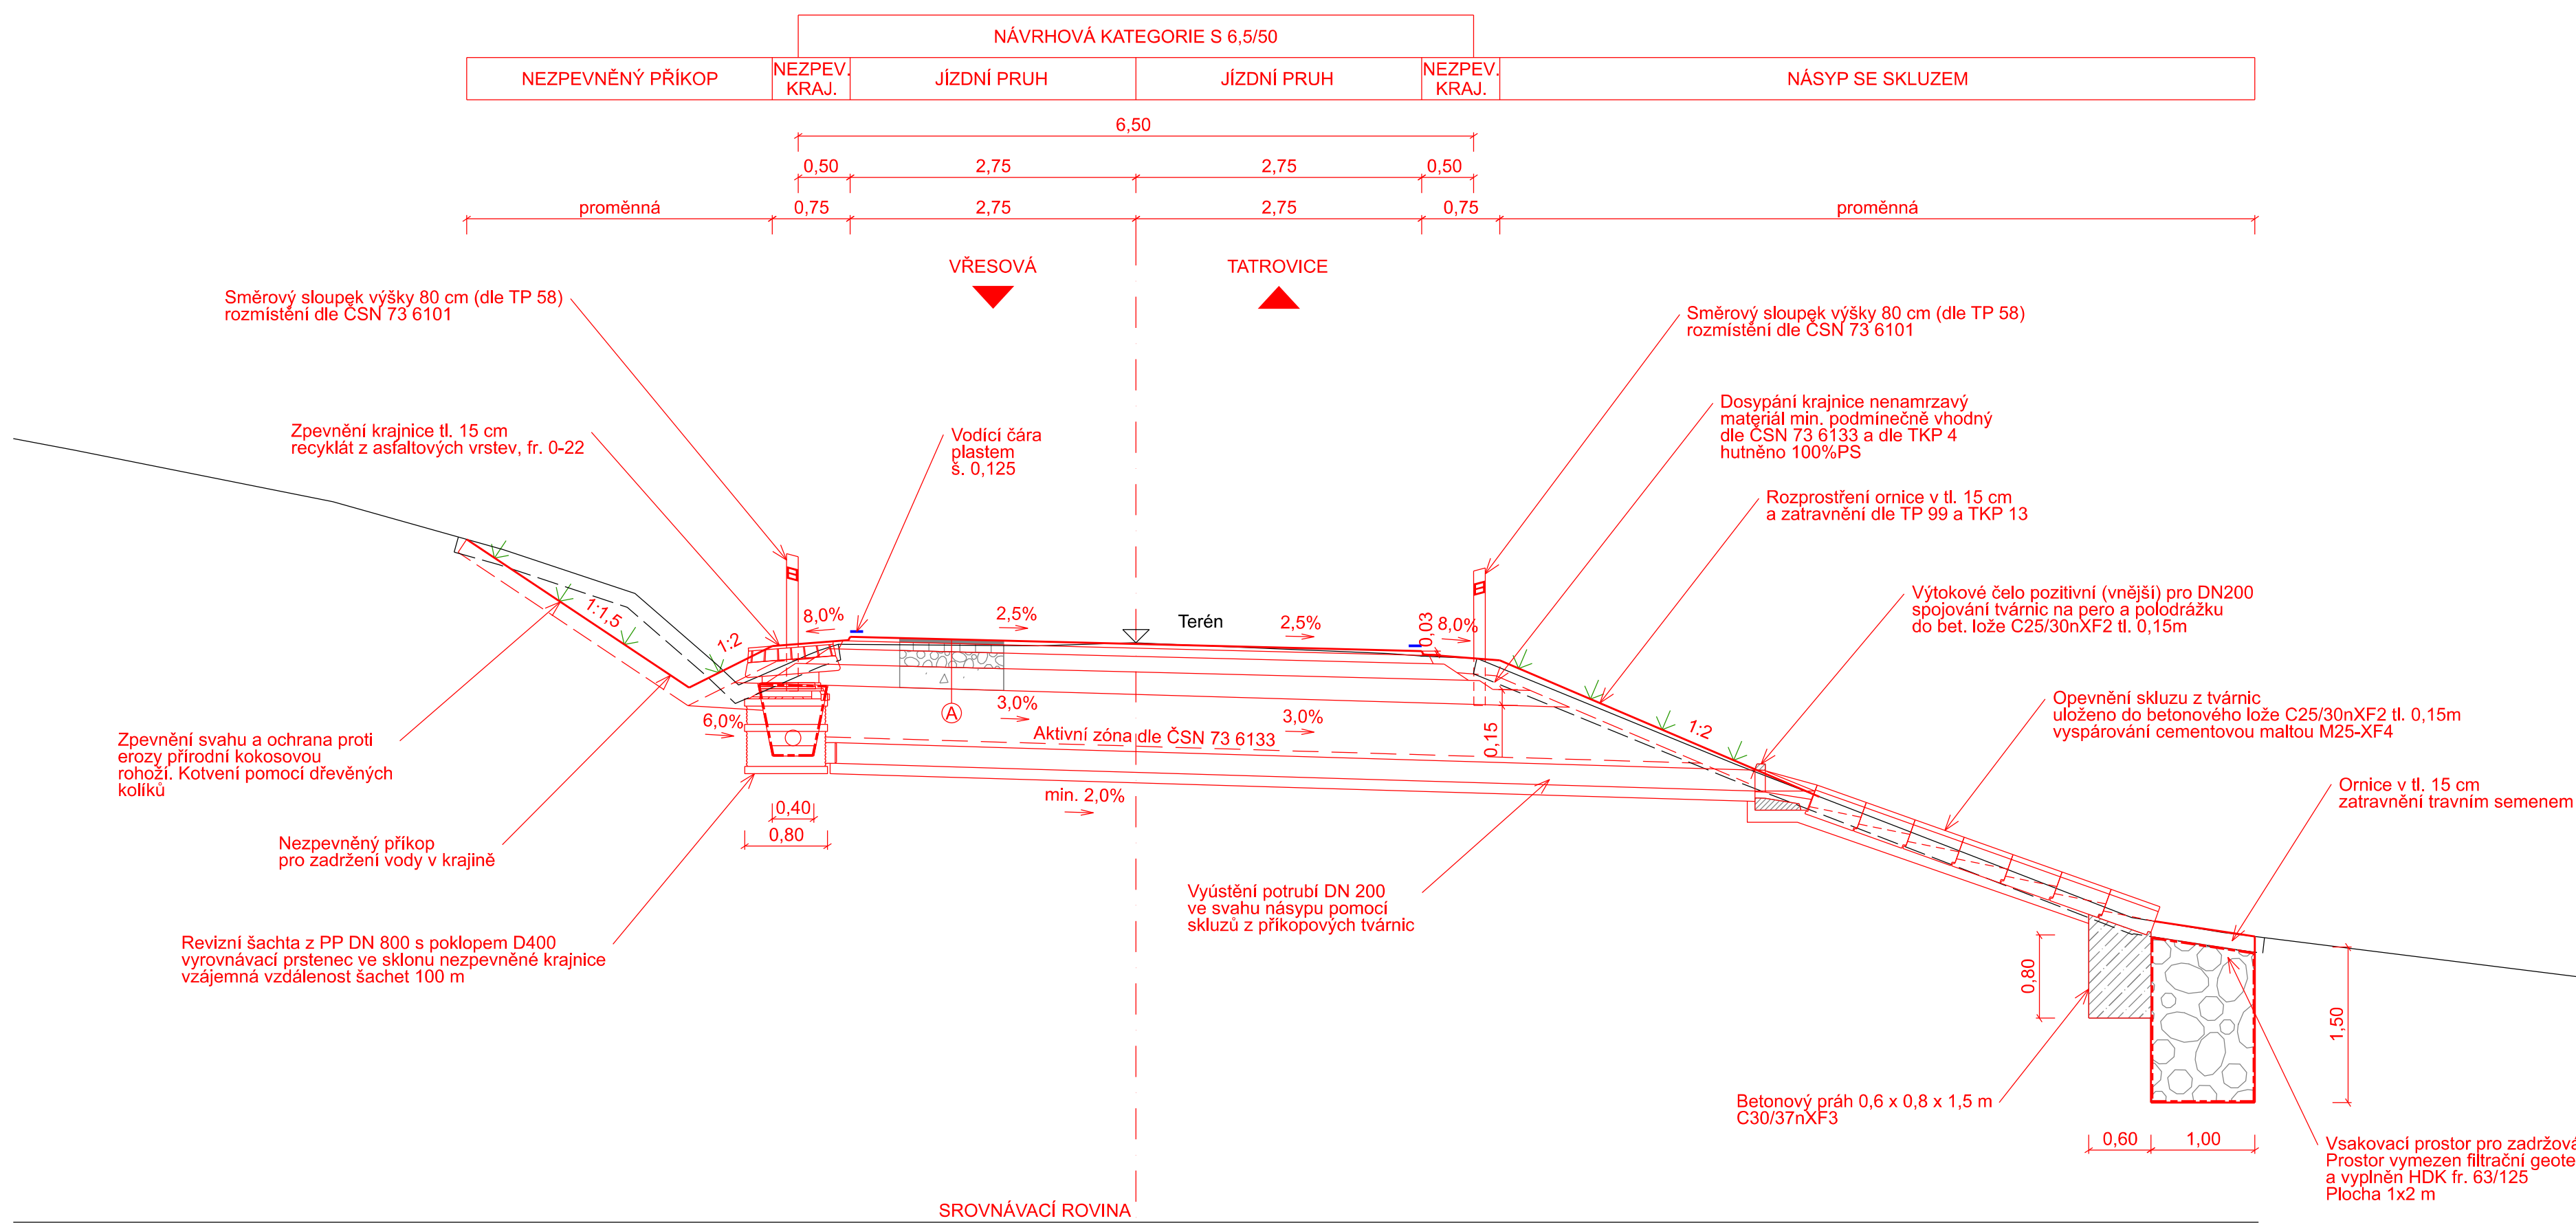 NÁVRHOVÁ KATEGORIE S 6,5/50
NEZPEVNĚNÝ PŘÍKOP
NEZPEV.
KRAJ.
JÍZDNÍ PRUH
JÍZDNÍ PRUH
NEZPEV.
KRAJ.
NÁSYP SE SKLUZEM
6,50
0,50
2,75
2,75
0,50
proměnná
0,75
2,75
2,75
0,75
proměnná
VŘESOVÁ
TATROVICE
Směrový sloupek výšky 80 cm (dle TP 58)
rozmístění dle ČSN 73 6101
Směrový sloupek výšky 80 cm (dle TP 58)
rozmístění dle ČSN 73 6101
Zpevnění krajnice tl. 15 cm
recyklát z asfaltových vrstev, fr. 0-22
Vodící čára
plastem
š. 0,125
Dosypání krajnice nenamrzavý
materiál min. podmínečně vhodný
dle ČSN 73 6133 a dle TKP 4
hutněno 100%PS
Rozprostření ornice v tl. 15 cm
a zatravnění dle TP 99 a TKP 13
Výtokové čelo pozitivní (vnější) pro DN200
spojování tvárnic na pero a polodrážku
do bet. lože C25/30nXF2 tl. 0,15m
1:1,5
1:2
8,0%
2,5%
Terén
2,5%
0,03
8,0%
1:2
Opevnění skluzu z tvárnic
uloženo do betonového lože C25/30nXF2 tl. 0,15m
vyspárování cementovou maltou M25-XF4
A
3,0%
3,0%
6,0%
Aktivní zóna dle ČSN 73 6133
0,15
Zpevnění svahu a ochrana proti
erozy přírodní kokosovou
rohoží. Kotvení pomocí dřevěných
kolíků
Ornice v tl. 15 cm
zatravnění travním semenem
min. 2,0%
0,40
0,80
Nezpevněný příkop
pro zadržení vody v krajině
Vyústění potrubí DN 200
ve svahu násypu pomocí
skluzů z příkopových tvárnic
Revizní šachta z PP DN 800 s poklopem D400
vyrovnávací prstenec ve sklonu nezpevněné krajnice
vzájemná vzdálenost šachet 100 m
0,80
1,50
Betonový práh 0,6 x 0,8 x 1,5 m
C30/37nXF3
0,60
1,00
Vsakovací prostor pro zadržová
Prostor vymezen filtrační geote
a vyplněn HDK fr. 63/125
Plocha 1x2 m
SROVNÁVACÍ ROVINA